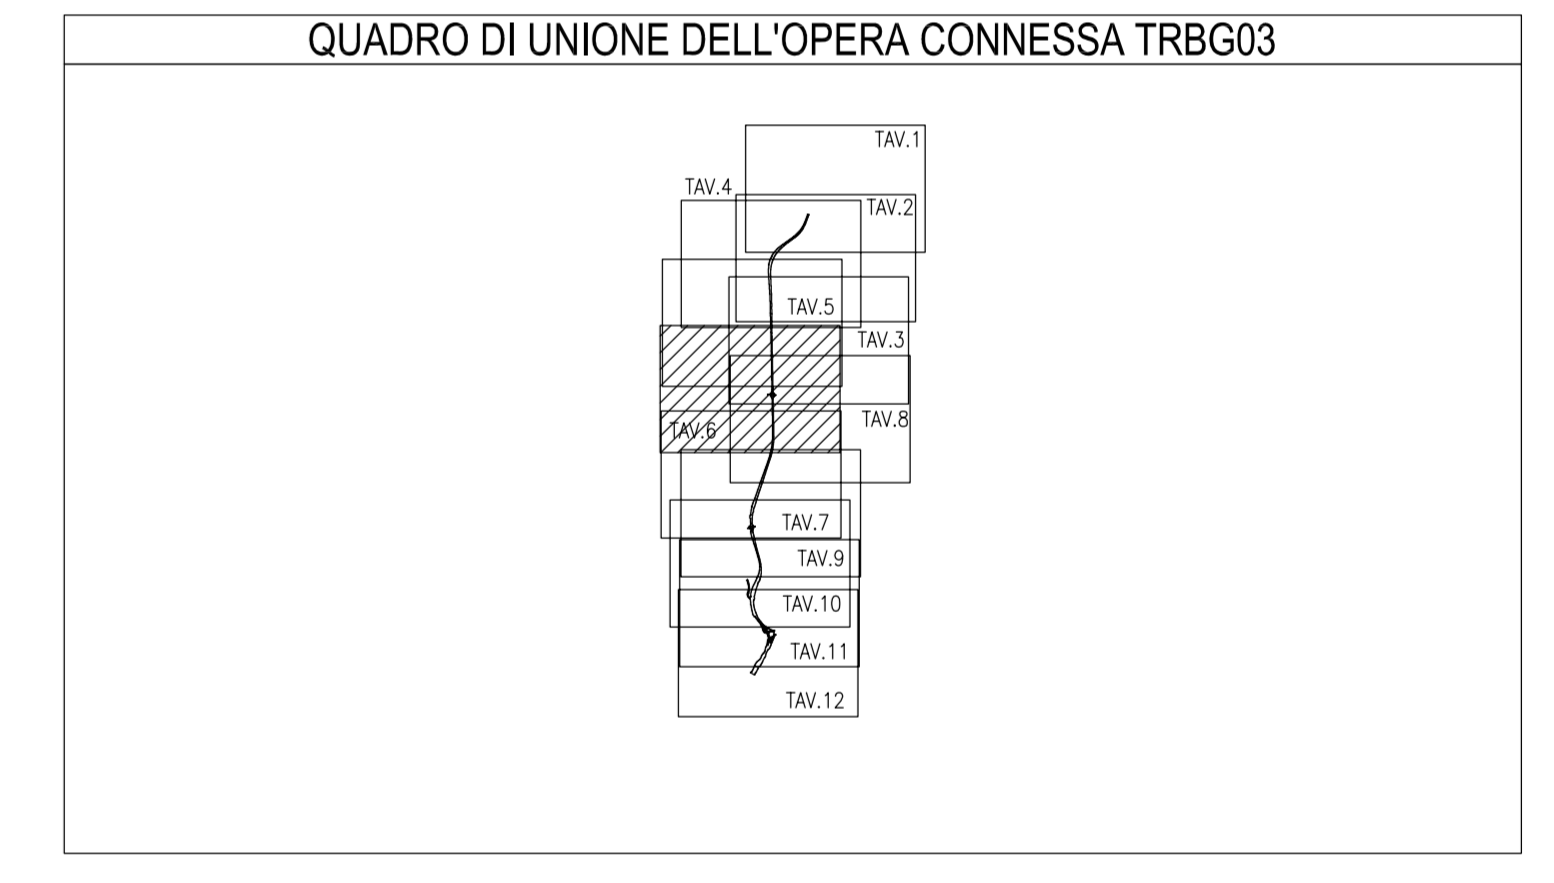 QUADRO DI UNIONE DELL'OPERA CONNESSA TRBG03
TAV.1
TAV.4
TAV.2
TAV.5
TAV.3
TAV.8
TAV.6
TAV.7
TAV.9
TAV.10
TAV.11
TAV.12